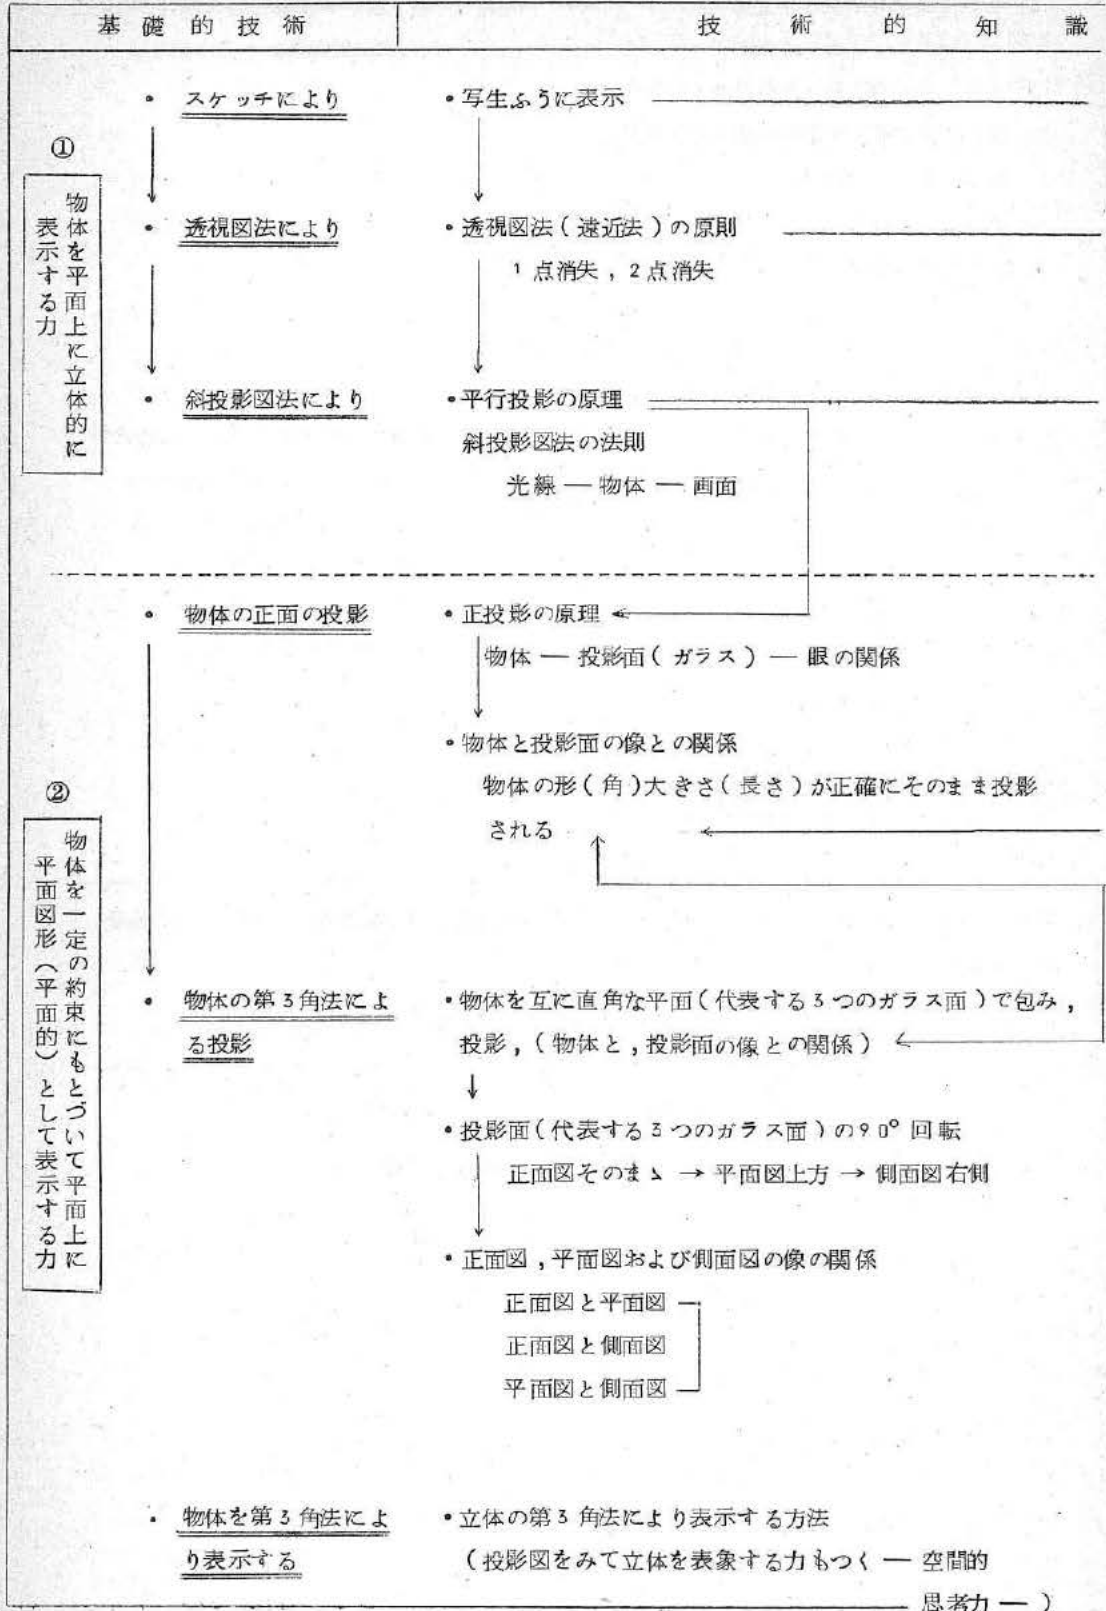 基礎的技術
技術的知識
①
物体を平面上に立体的に
表示する力
・ スケッチにより
・写生ふうに表示
・ 透視図法により
・透視図法(遠近法)の原則
1点消失,2点消失
・ 斜投影図法により
・平行投影の原理
斜投影図法の法則
光線 ― 物体 ― 画面
②
物体を一定の約束にもとづいて平面上に
平面図形(平面的)として表示する力
・ 物体の正面の投影
・正投影の原理
物体 ― 投影面(ガラス) ― 眼の関係
・物体と投影面の像との関係
物体の形(角)大きさ(長さ)が正確にそのまま投影
される
・ 物体の第3角法によ
る投影
・物体を互に直角な平面(代表する3つのガラス面)で包み,
投影,(物体と,投影面の像との関係)
・投影面(代表する3つのガラス面)の90°回転
正面図そのまゝ → 平面図上方 → 側面図右側
・正面図,平面図および側面図の像の関係
正面図と平面図
正面図と側面図
平面図と側面図
・ 物体を第3角法によ
り表示する
・立体の第3角法により表示する方法
(投影図をみて立体を表象する力もつく ― 空間的
思考力 ― )